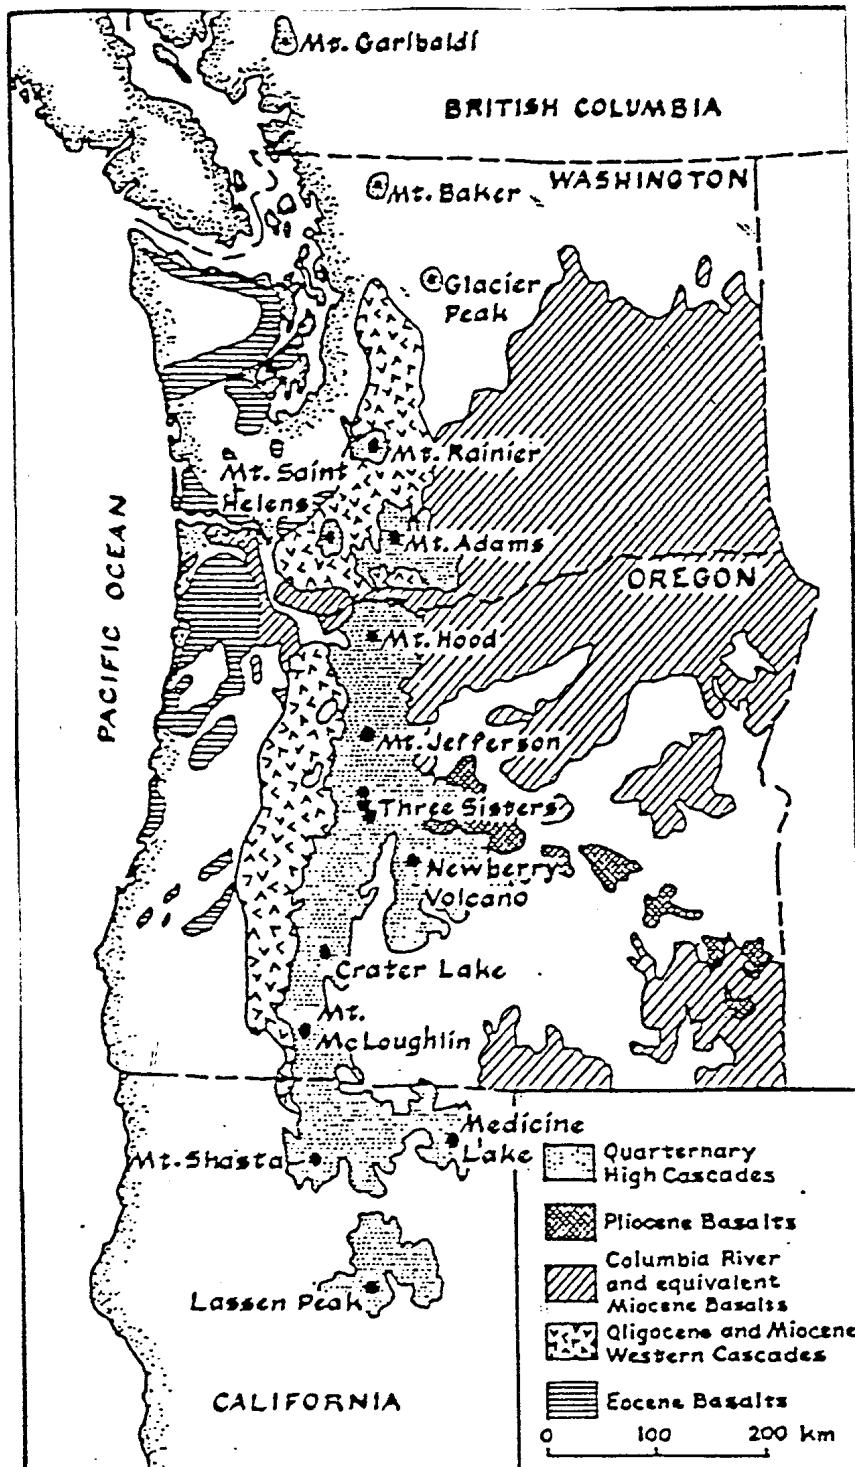 Mt. Garibaldi
BRITISH COLUMBIA
WASHINGTON
Mt. Baker
Glacier
Peak
Mt. Rainier
Mt. Saint
Helens
Mt. Adams
OREGON
PACIFIC OCEAN
Mt. Hood
Mt. Jefferson
Three Sisters
Newberry
Volcano
Crater Lake
Mt.
McLoughlin
Medicine
Lake
Mt. Shasta
Lassen Peak
CALIFORNIA
Quarternary
High Cascades
Pliocene Basalts
Columbia River
and equivalent
Miocene Basalts
Oligocene and Miocene
Western Cascades
Eocene Basalts
0 100 200 km